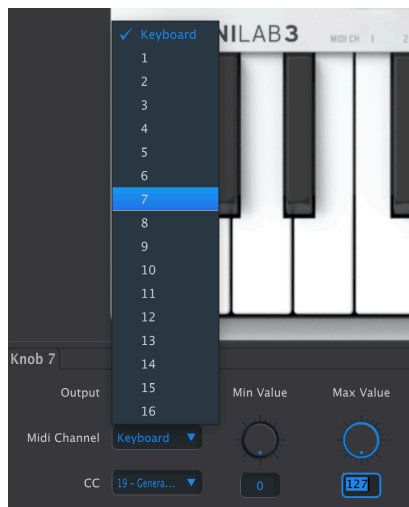 ✓ Keyboard
NILAB3
MIDI CH 1 2
1
2
3
4
5
6
7
8
9
10
11
12
13
14
15
16
Knob 7
Output
Min Value
Max Value
Midi Channel
Keyboard
CC
19 - Genera...
0
127